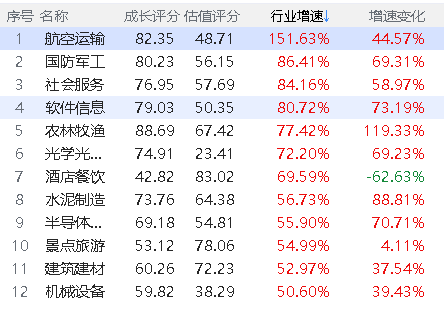 序号 名称 成长评分 估值评分 行业增速↓ 增速变化
1 航空运输 82.35 48.71 151.63% 44.57%
2 国防军工 80.23 56.15 86.41% 69.31%
3 社会服务 76.95 57.69 84.16% 58.97%
4 软件信息 79.03 50.35 80.72% 73.19%
5 农林牧渔 88.69 67.42 77.42% 119.33%
6 光学光... 74.91 23.41 72.20% 69.23%
7 酒店餐饮 42.82 83.02 69.59% -62.63%
8 水泥制造 73.76 64.38 56.73% 88.81%
9 半导体... 69.18 54.81 55.90% 70.71%
10 景点旅游 53.12 78.06 54.99% 4.11%
11 建筑建材 60.26 72.23 52.97% 37.54%
12 机械设备 59.82 38.29 50.60% 39.43%